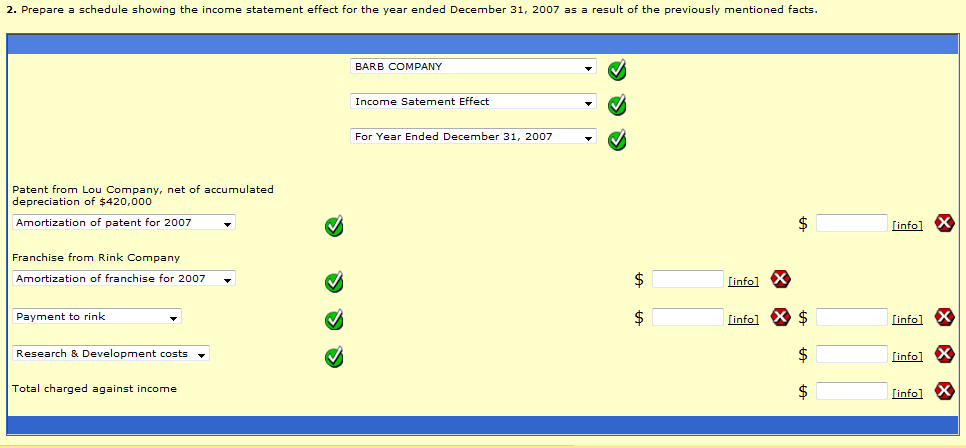 2. Prepare a schedule showing the income statement effect for the year ended December 31, 2007 as a result of the previously mentioned facts.
BARB COMPANY
Income Satement Effect
For Year Ended December 31, 2007
Patent from Lou Company, net of accumulated
depreciation of $420,000
Amortization of patent for 2007 $ [info]
Franchise from Rink Company
Amortization of franchise for 2007 $ [info]
Payment to rink $ [info] $ [info]
Research & Development costs $ [info]
Total charged against income $ [info]